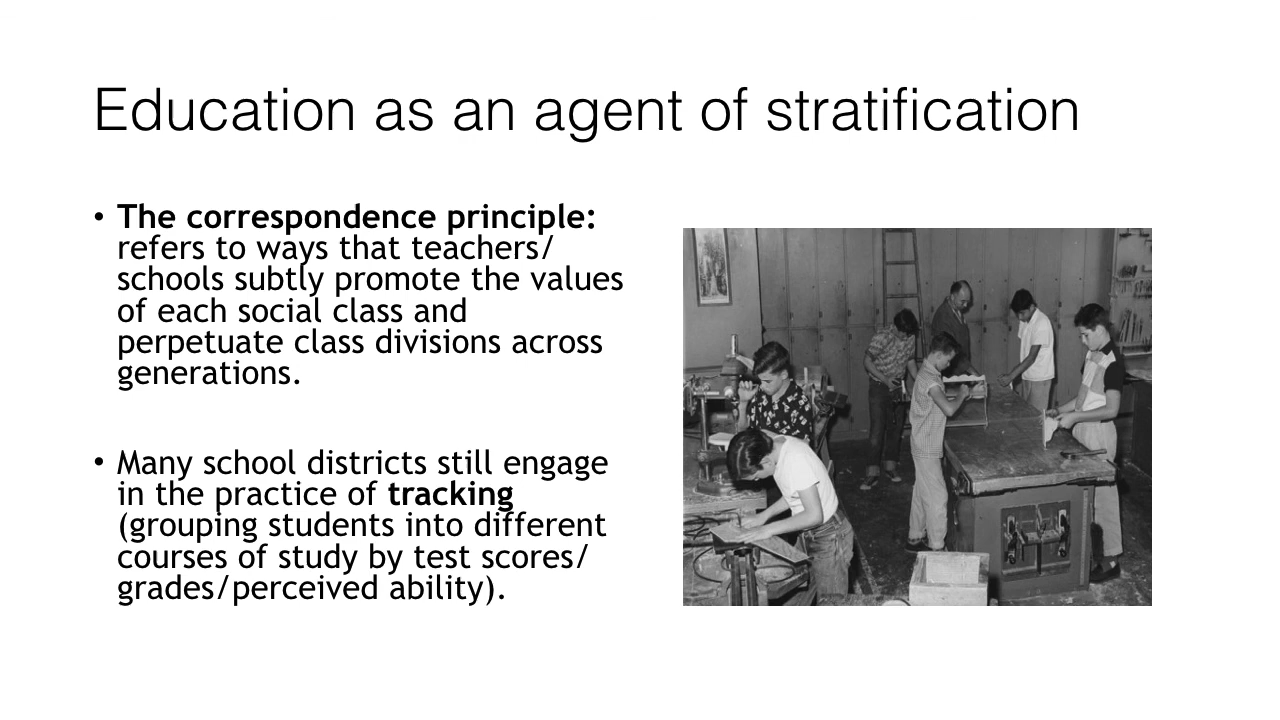 Education as an agent of stratification
• The correspondence principle:
refers to ways that teachers/
schools subtly promote the values
of each social class and
perpetuate class divisions across
generations.
• Many school districts still engage
in the practice of tracking
(grouping students into different
courses of study by test scores/
grades/perceived ability).